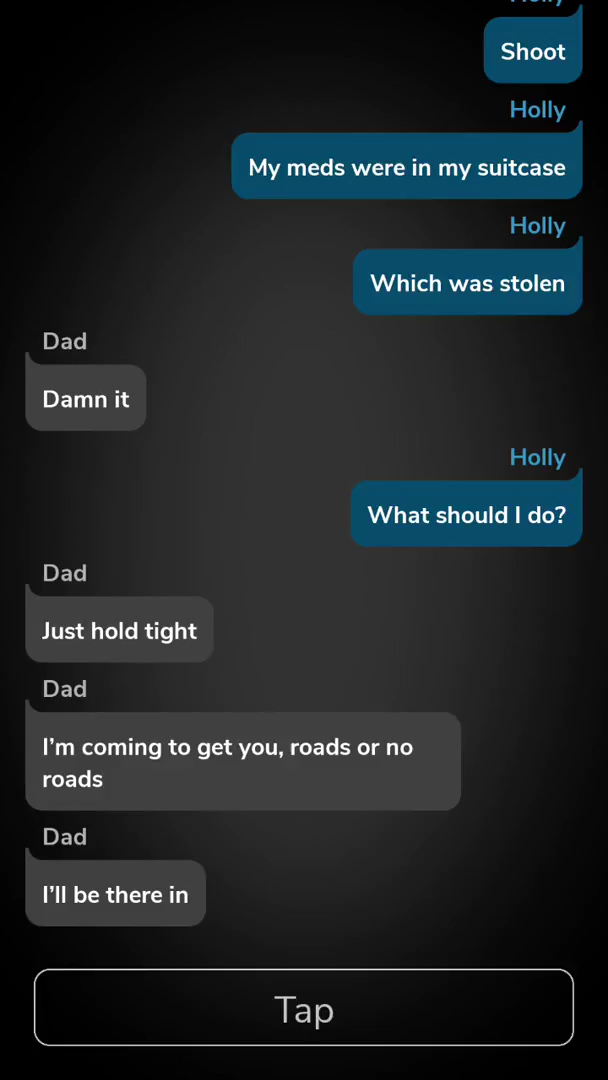 Holly
Shoot
Holly
My meds were in my suitcase
Holly
Which was stolen
Dad
Damn it
Holly
What should I do?
Dad
Just hold tight
Dad
I’m coming to get you, roads or no
roads
Dad
I’ll be there in
Tap